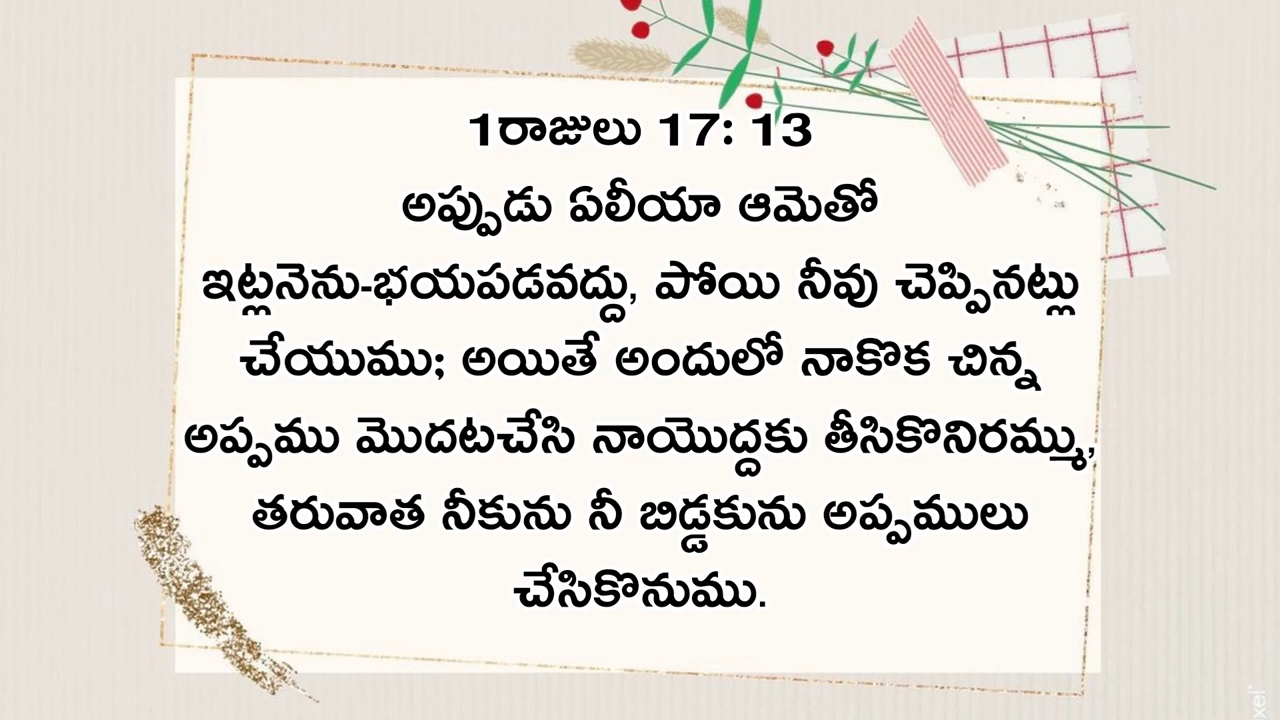 1రాజులు 17: 13
అప్పుడు ఏలీయా ఆమెతో
ఇట్లనెను-భయపడవద్దు, పోయి నీవు చెప్పినట్లు
చేయుము; అయితే అందులో నాకొక చిన్న
అప్పము మొదటచేసి నాయొద్దకు తీసికొనిరమ్ము,
తరువాత నీకును నీ బిడ్డకును అప్పములు
చేసికొనుము.